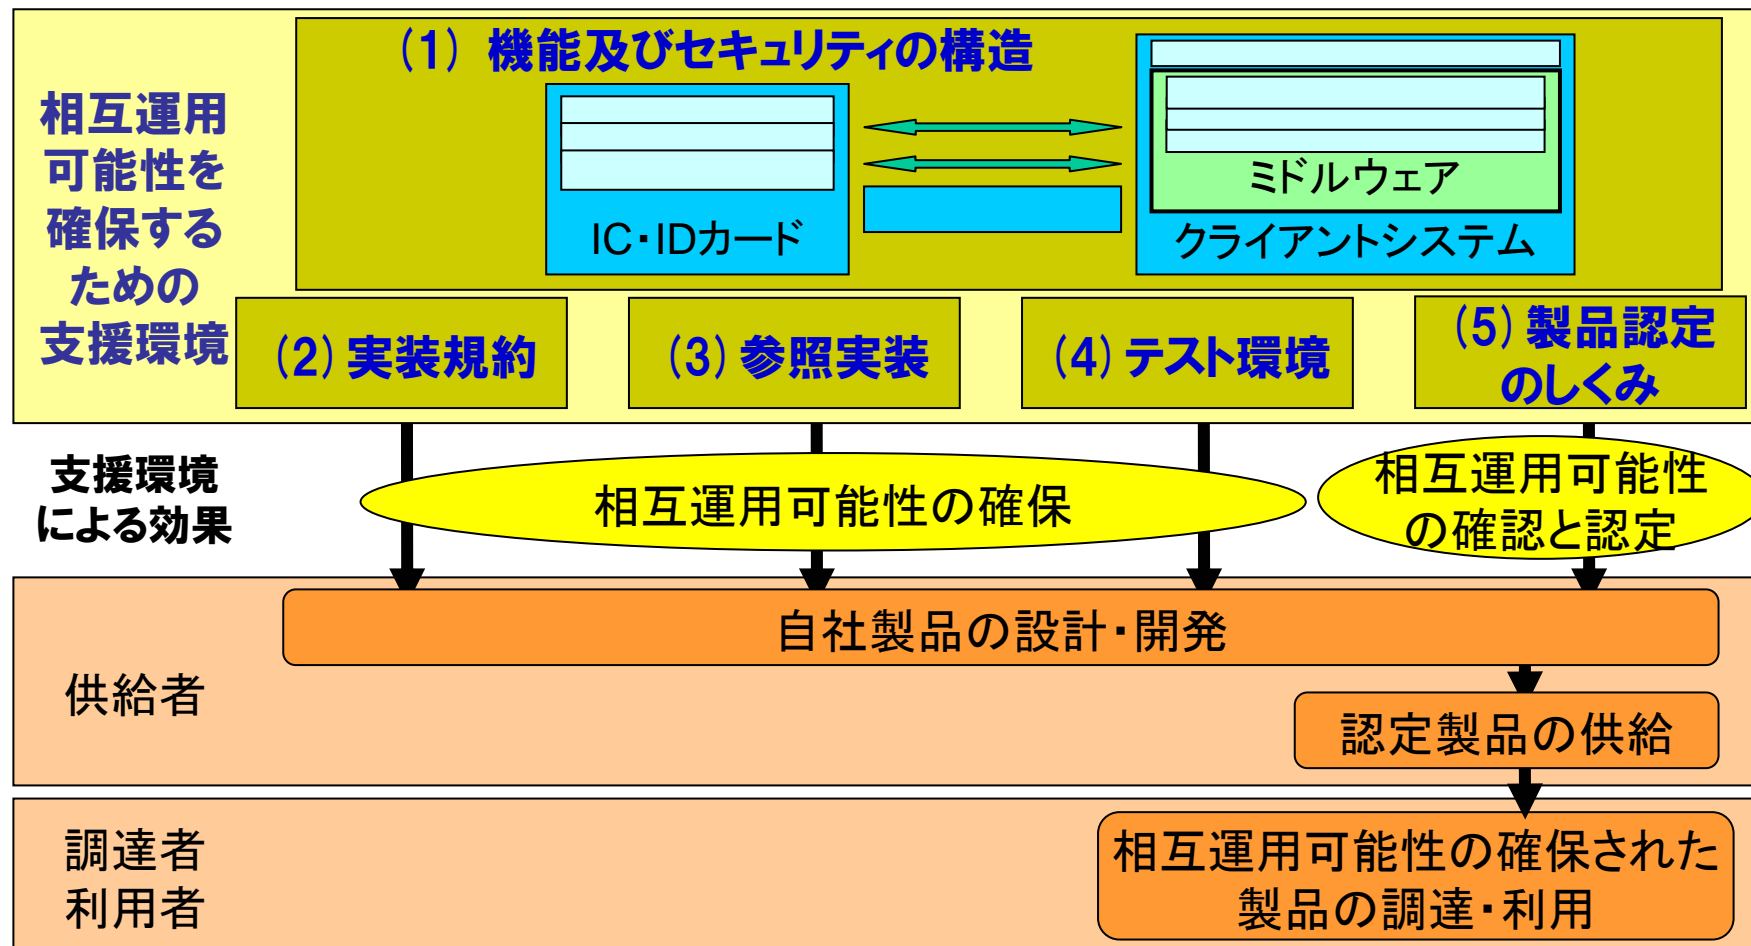 (1) 機能及びセキュリティの構造
相互運用
可能性を
確保する
ための
支援環境
IC・IDカード
ミドルウェア
クライアントシステム
(2) 実装規約
(3) 参照実装
(4) テスト環境
(5) 製品認定
のしくみ
支援環境
による効果
相互運用可能性の確保
相互運用可能性
の確認と認定
自社製品の設計・開発
供給者
認定製品の供給
調達者
利用者
相互運用可能性の確保された
製品の調達・利用